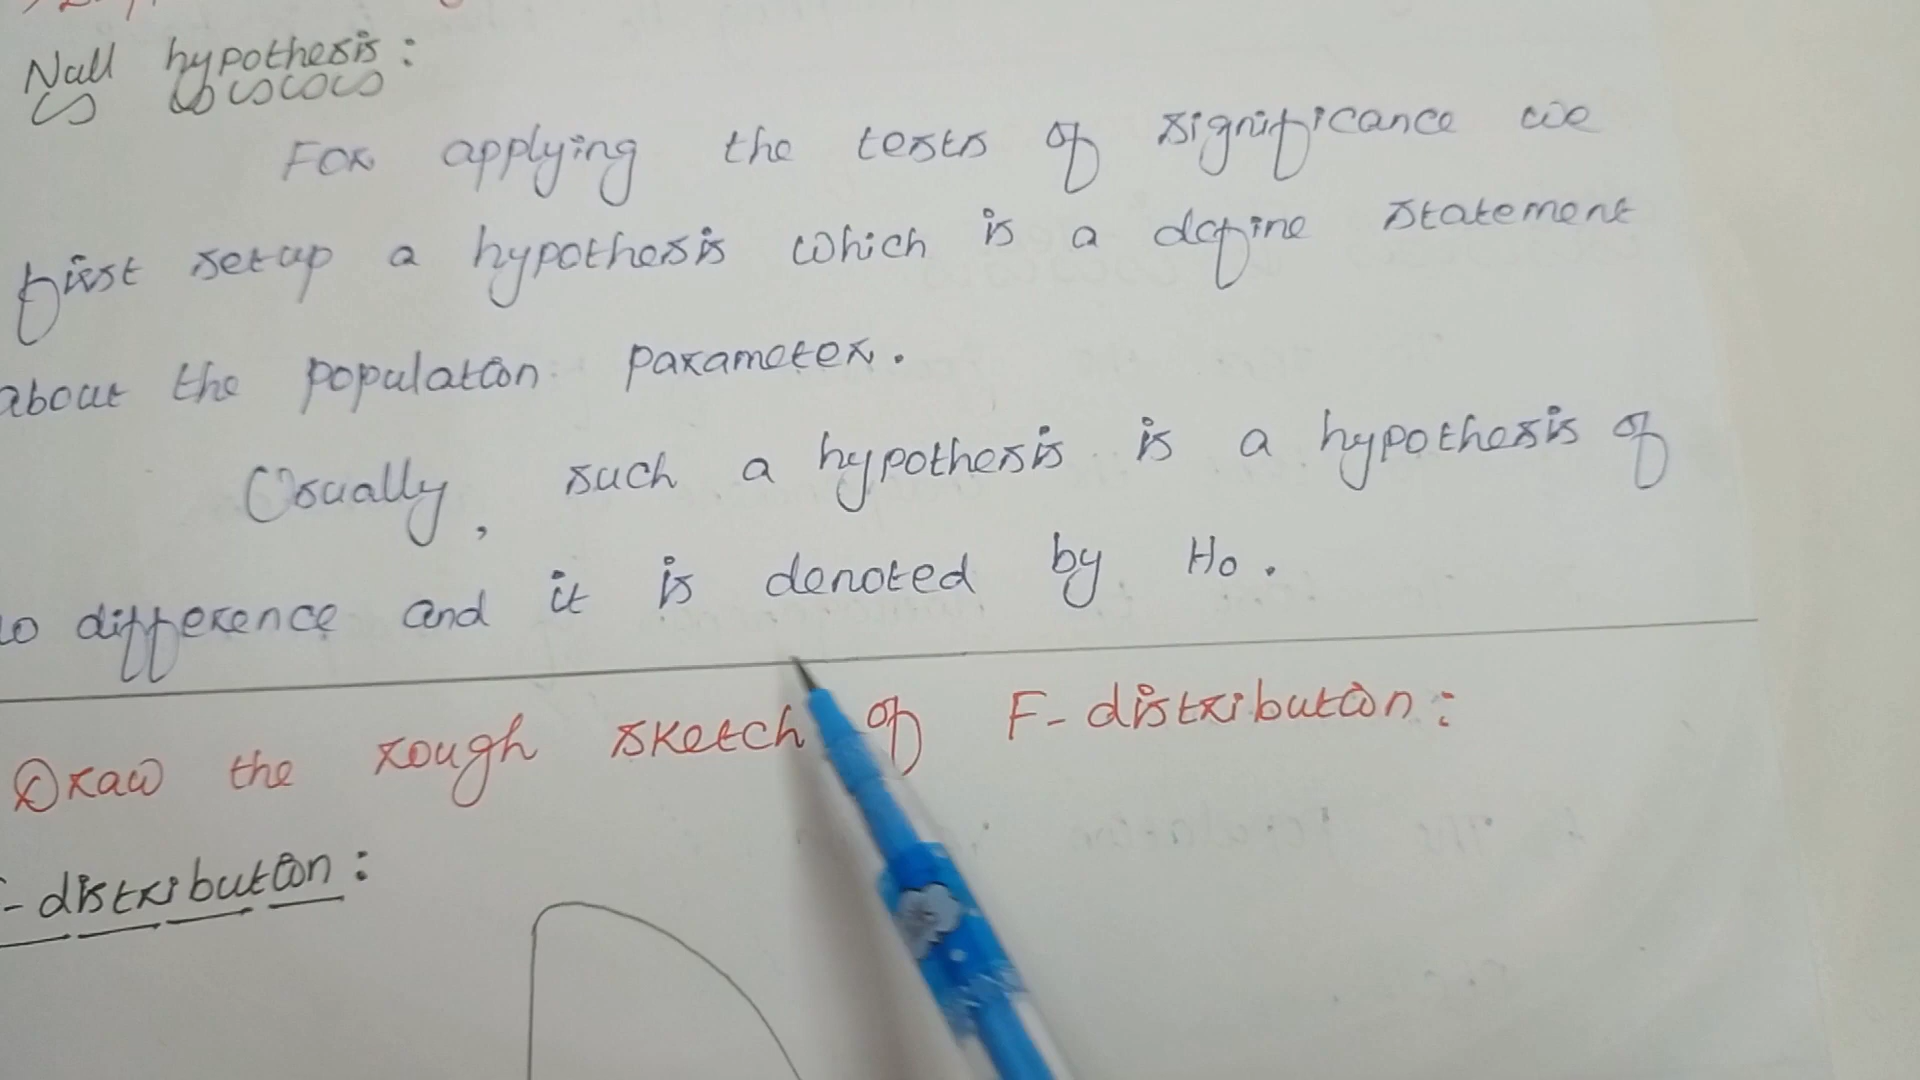 Null hypothesis:
For applying the tests of significance we
first setup a hypothesis which is a define statement
about the population parameter.
Usually, such a hypothesis is a hypothesis of
difference and it is denoted by H0.
Draw the rough sketch of F-distribution:
-distribution: